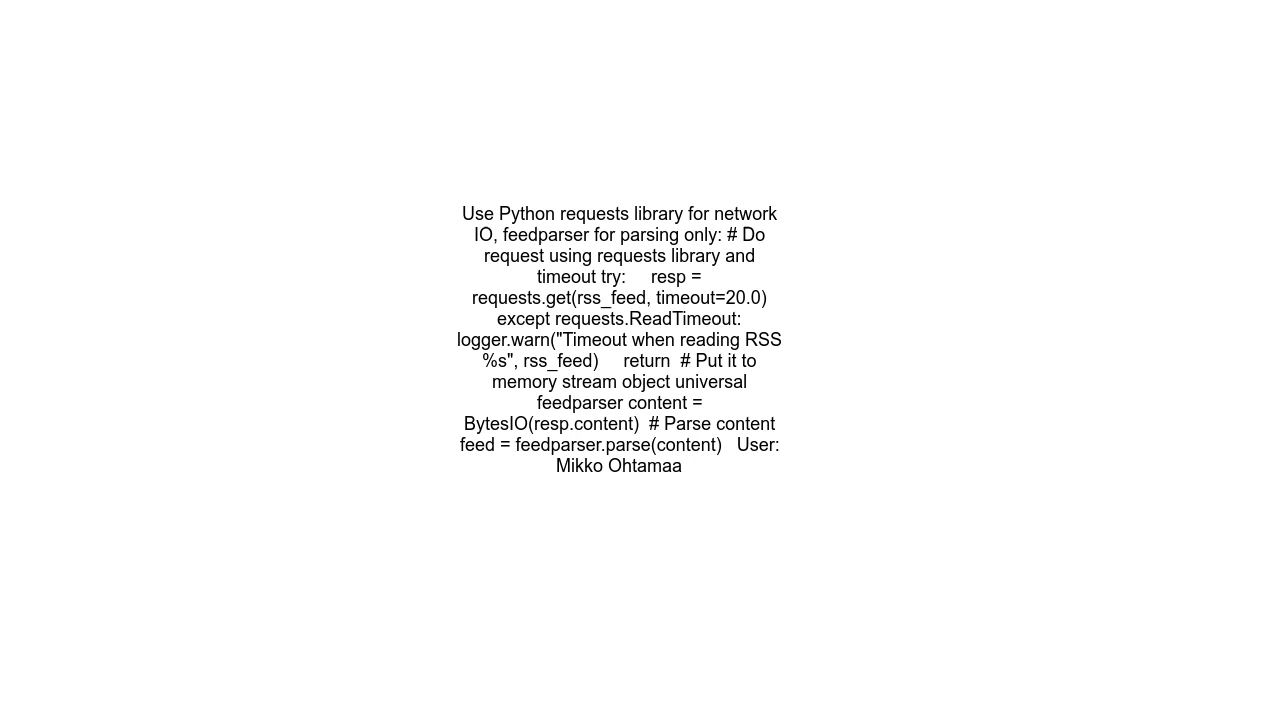 Use Python requests library for network
IO, feedparser for parsing only: # Do
request using requests library and
timeout try:     resp =
requests.get(rss_feed, timeout=20.0)
except requests.ReadTimeout:
logger.warn("Timeout when reading RSS
%s", rss_feed)     return  # Put it to
memory stream object universal
feedparser content =
BytesIO(resp.content)  # Parse content
feed = feedparser.parse(content)   User:
Mikko Ohtamaa